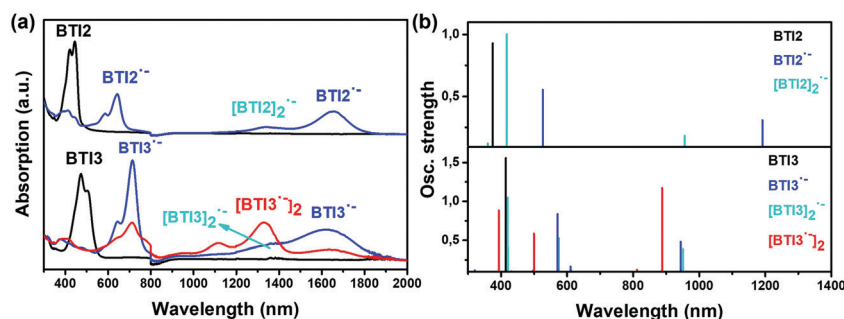 (a)
BTI2
BTI2•-
[BTI2]2•-
BTI2•-
BTI3
BTI3•-
[BTI3]2•-
[BTI3•-]2
BTI3•-
Absorption (a.u.)
400 600 800 1000 1200 1400 1600 1800 2000
Wavelength (nm)
(b)
BTI2
BTI2•-
[BTI2]2•-
1,0
0,5
BTI3
BTI3•-
[BTI3]2•-
[BTI3•-]2
1,5
1,0
0,5
Osc. strength
400 600 800 1000 1200 1400
Wavelength (nm)